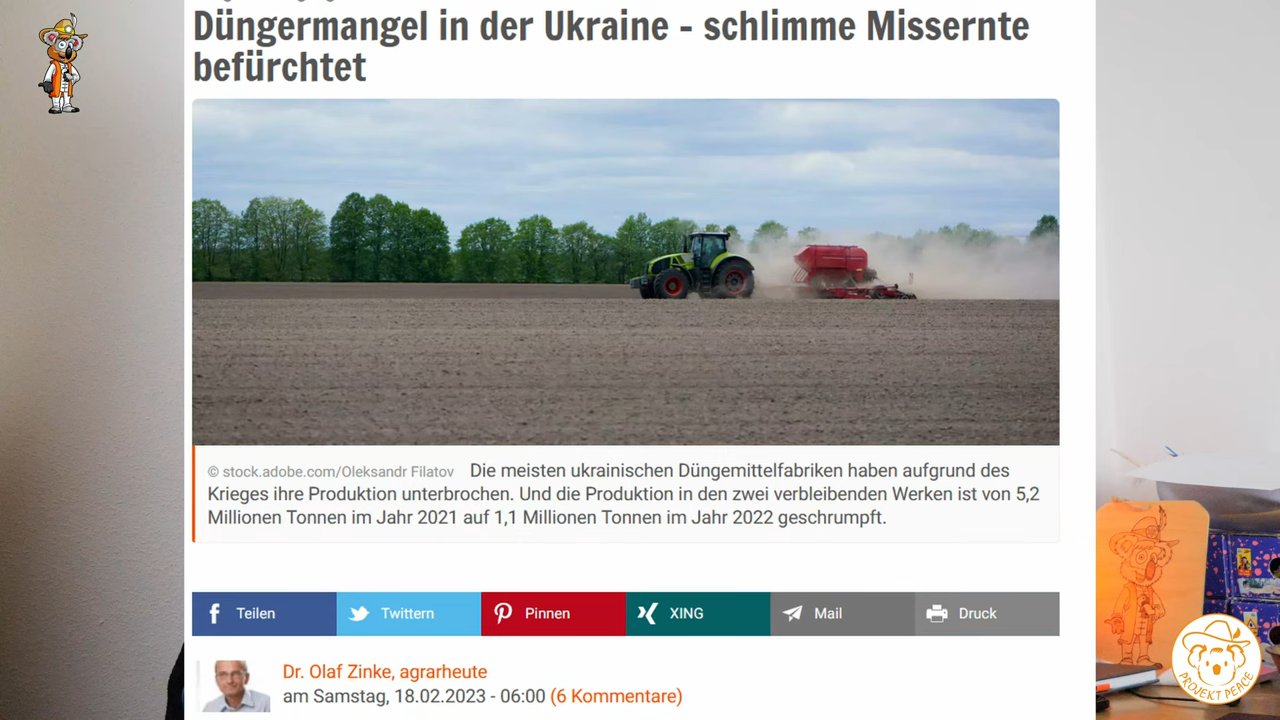 Düngermangel in der Ukraine - schlimme Missernte
befürchtet
© stock.adobe.com/Oleksandr Filatov Die meisten ukrainischen Düngemittelfabriken haben aufgrund des
Krieges ihre Produktion unterbrochen. Und die Produktion in den zwei verbleibenden Werken ist von 5,2
Millionen Tonnen im Jahr 2021 auf 1,1 Millionen Tonnen im Jahr 2022 geschrumpft.
Teilen Twittern Pinnen XING Mail Druck
Dr. Olaf Zinke, agrarheute
am Samstag, 18.02.2023 - 06:00 (6 Kommentare)
PROJEKT PEACE